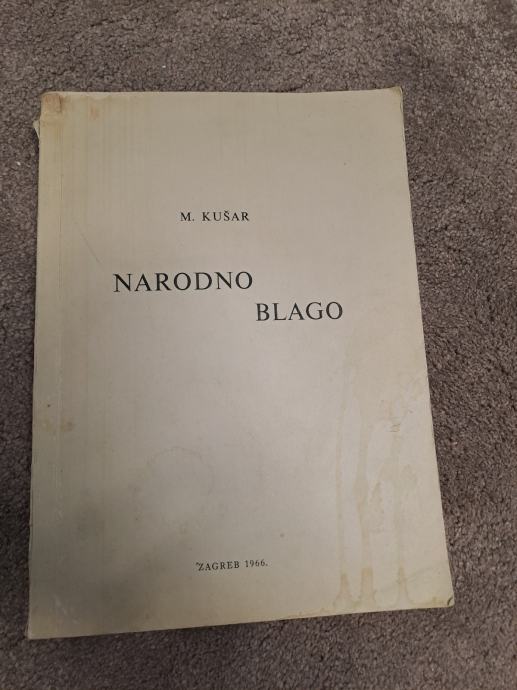 M. KUŠAR
NARODNO
BLAGO
ZAGREB 1966.